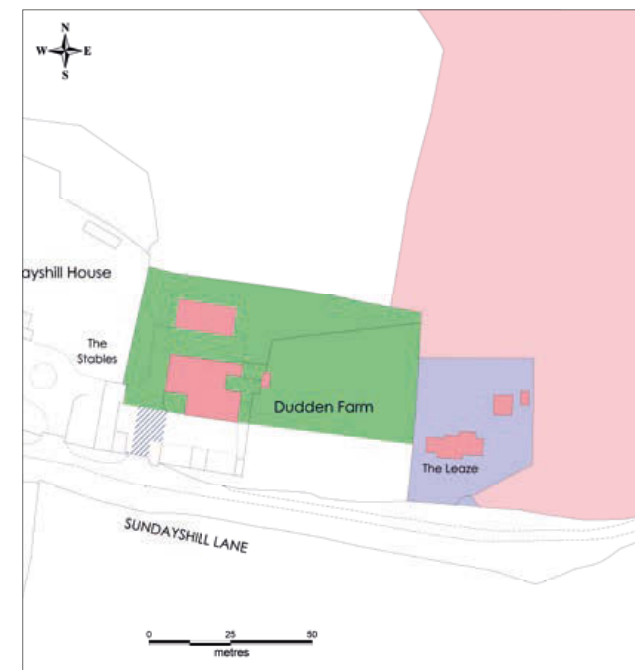 N
W E
S
ayshill House
The
Stables
Dudden Farm
The Leaze
SUNDAYSHILL LANE
0 25 50
metres